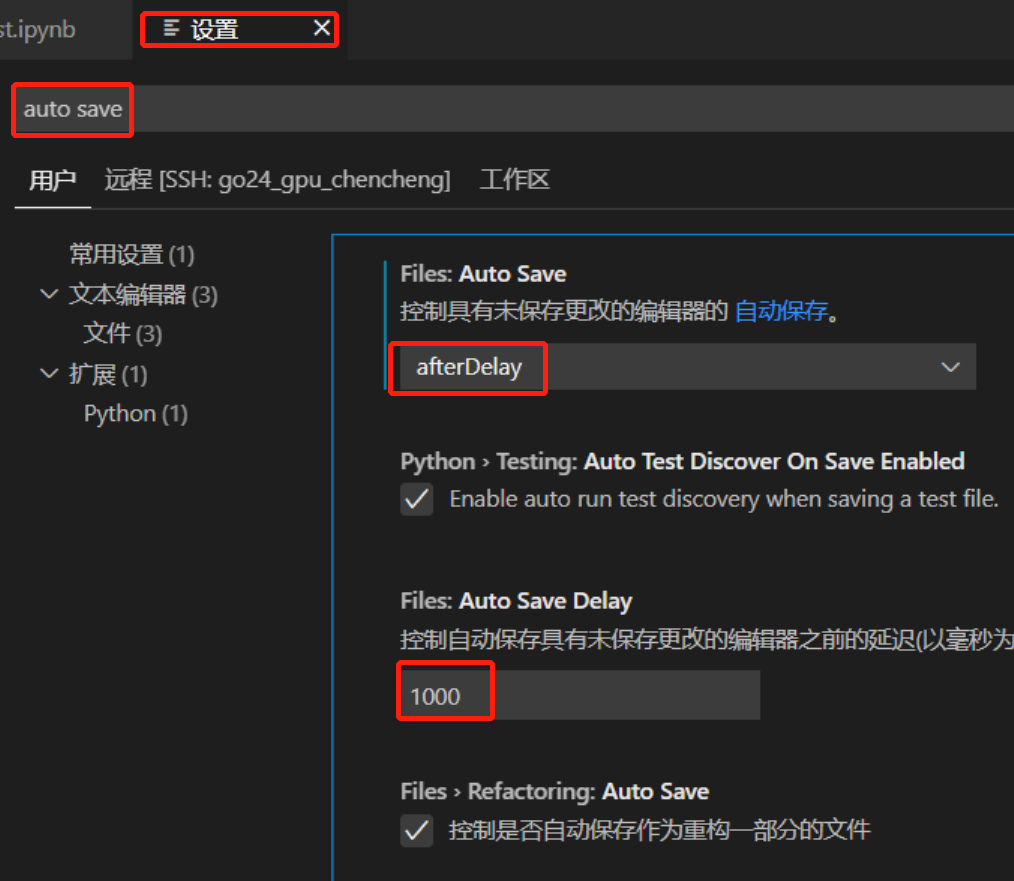 st.ipynb
设置
auto save
用户 远程 [SSH: go24_gpu_chencheng] 工作区
常用设置 (1)
文本编辑器 (3)
文件 (3)
扩展 (1)
Python (1)
Files: Auto Save
控制具有未保存更改的编辑器的 自动保存。
afterDelay
Python › Testing: Auto Test Discover On Save Enabled
Enable auto run test discovery when saving a test file.
Files: Auto Save Delay
控制自动保存具有未保存更改的编辑器之前的延迟(以毫秒为
1000
Files › Refactoring: Auto Save
控制是否自动保存作为重构一部分的文件